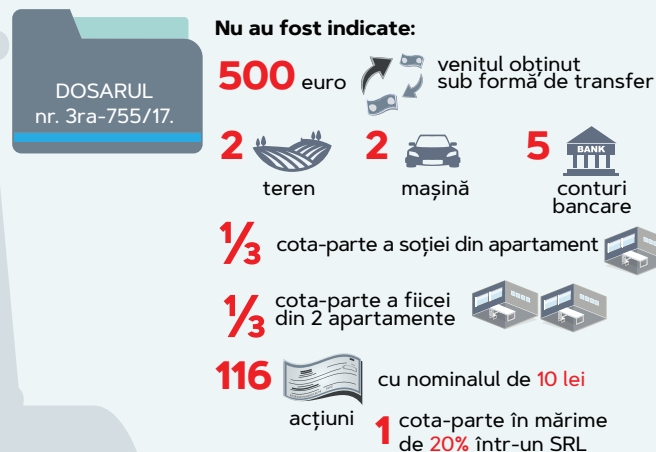 DOSARUL
nr. 3ra-755/17.
Nu au fost indicate:
500 euro
venitul obținut
sub formă de transfer
2
teren
2
mașină
5
BANK
conturi
bancare
⅓ cota-parte a soției din apartament
⅓ cota-parte a fiicei
din 2 apartamente
116
acțiuni
cu nominalul de 10 lei
1 cota-parte în mărime
de 20% într-un SRL